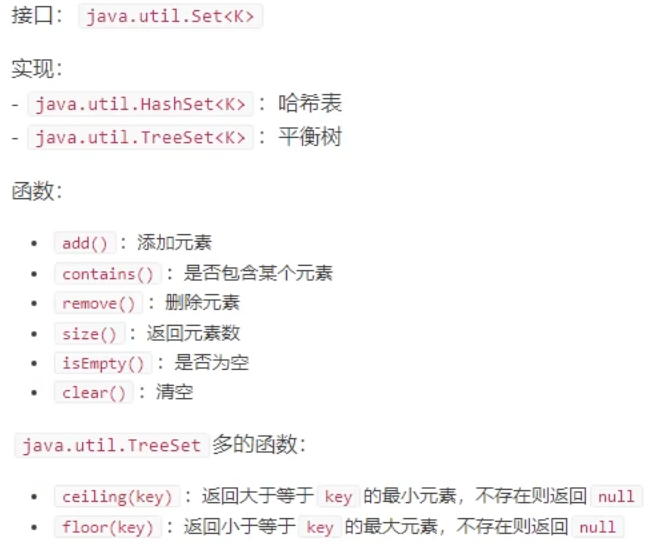 接口： java.util.Set<K>
实现：
- java.util.HashSet<K> ：哈希表
- java.util.TreeSet<K> ：平衡树
函数：
• add() ：添加元素
• contains() ：是否包含某个元素
• remove() ：删除元素
• size() ：返回元素数
• isEmpty() ：是否为空
• clear() ：清空
java.util.TreeSet 多的函数：
• ceiling(key) ：返回大于等于 key 的最小元素，不存在则返回 null
• floor(key) ：返回小于等于 key 的最大元素，不存在则返回 null